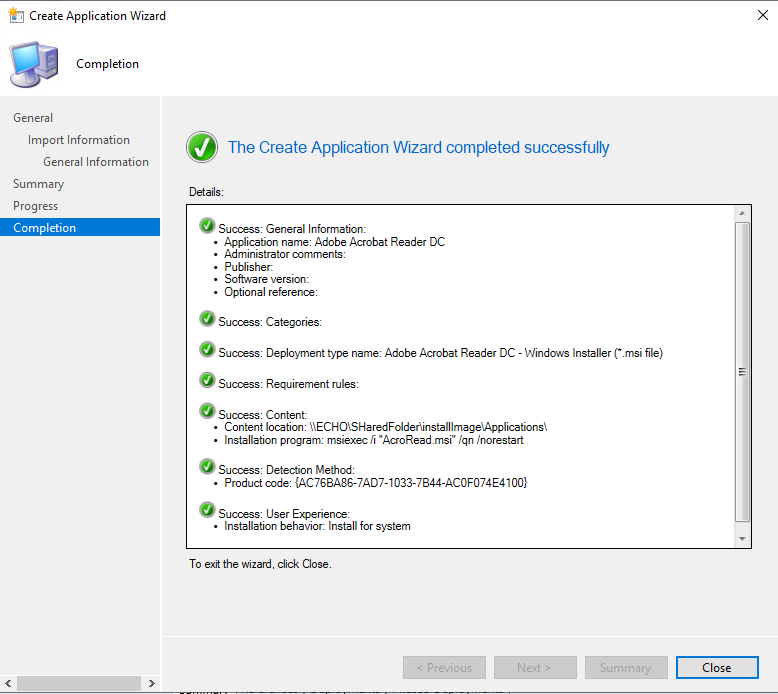 Create Application Wizard
Completion
General
Import Information
General Information
Summary
Progress
Completion
The Create Application Wizard completed successfully
Details:
Success: General Information:
• Application name: Adobe Acrobat Reader DC
• Administrator comments:
• Publisher:
• Software version:
• Optional reference:
Success: Categories:
Success: Deployment type name: Adobe Acrobat Reader DC - Windows Installer (*.msi file)
Success: Requirement rules:
Success: Content:
• Content location: \\ECHO\SHaredFolder\installImage\Applications\
• Installation program: msiexec /i "AcroRead.msi" /qn /norestart
Success: Detection Method:
• Product code: {AC76BA86-7AD7-1033-7B44-AC0F074E4100}
Success: User Experience:
• Installation behavior: Install for system
To exit the wizard, click Close.
< Previous
Next >
Summary
Close